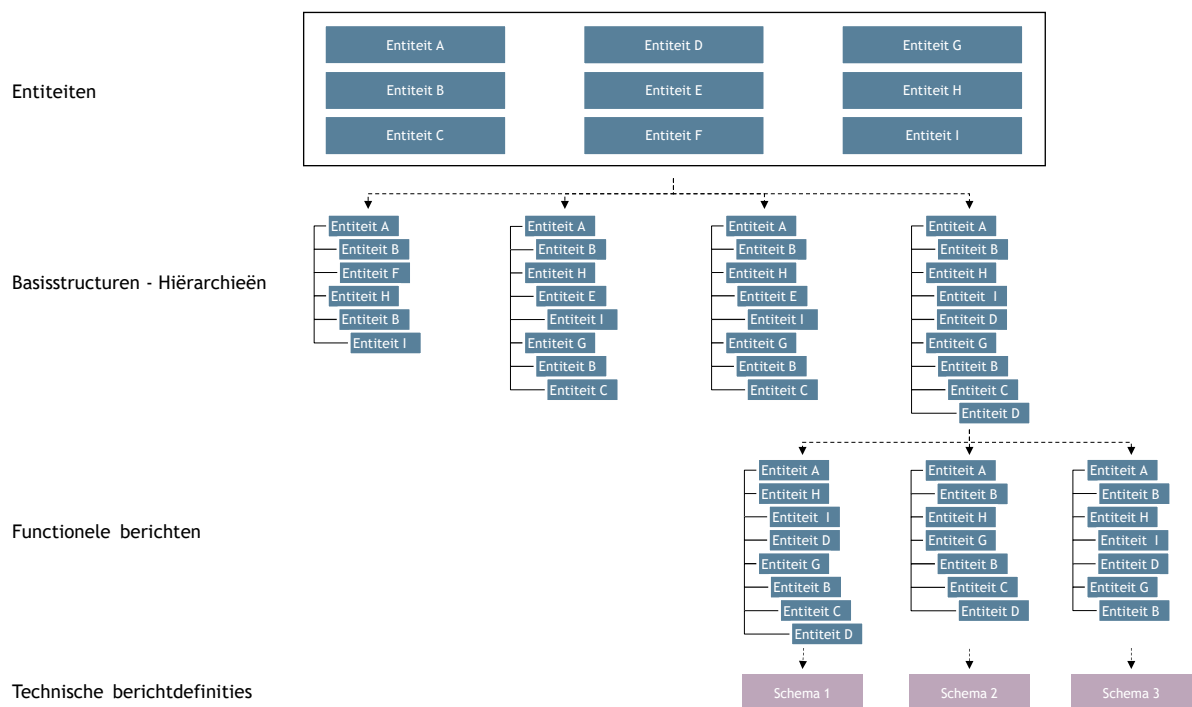 Entiteiten
Entiteit A
Entiteit D
Entiteit G
Entiteit B
Entiteit E
Entiteit H
Entiteit C
Entiteit F
Entiteit I
Basisstructuren - Hiërarchieën
Entiteit A
Entiteit B
Entiteit F
Entiteit H
Entiteit B
Entiteit I
Entiteit A
Entiteit B
Entiteit H
Entiteit E
Entiteit I
Entiteit G
Entiteit B
Entiteit C
Entiteit A
Entiteit B
Entiteit H
Entiteit E
Entiteit I
Entiteit G
Entiteit B
Entiteit C
Entiteit A
Entiteit B
Entiteit H
Entiteit I
Entiteit D
Entiteit G
Entiteit B
Entiteit C
Entiteit D
Functionele berichten
Entiteit A
Entiteit H
Entiteit I
Entiteit D
Entiteit G
Entiteit B
Entiteit C
Entiteit D
Entiteit A
Entiteit B
Entiteit H
Entiteit G
Entiteit B
Entiteit C
Entiteit D
Entiteit A
Entiteit B
Entiteit H
Entiteit I
Entiteit D
Entiteit G
Entiteit B
Technische berichtdefinities
Schema 1
Schema 2
Schema 3